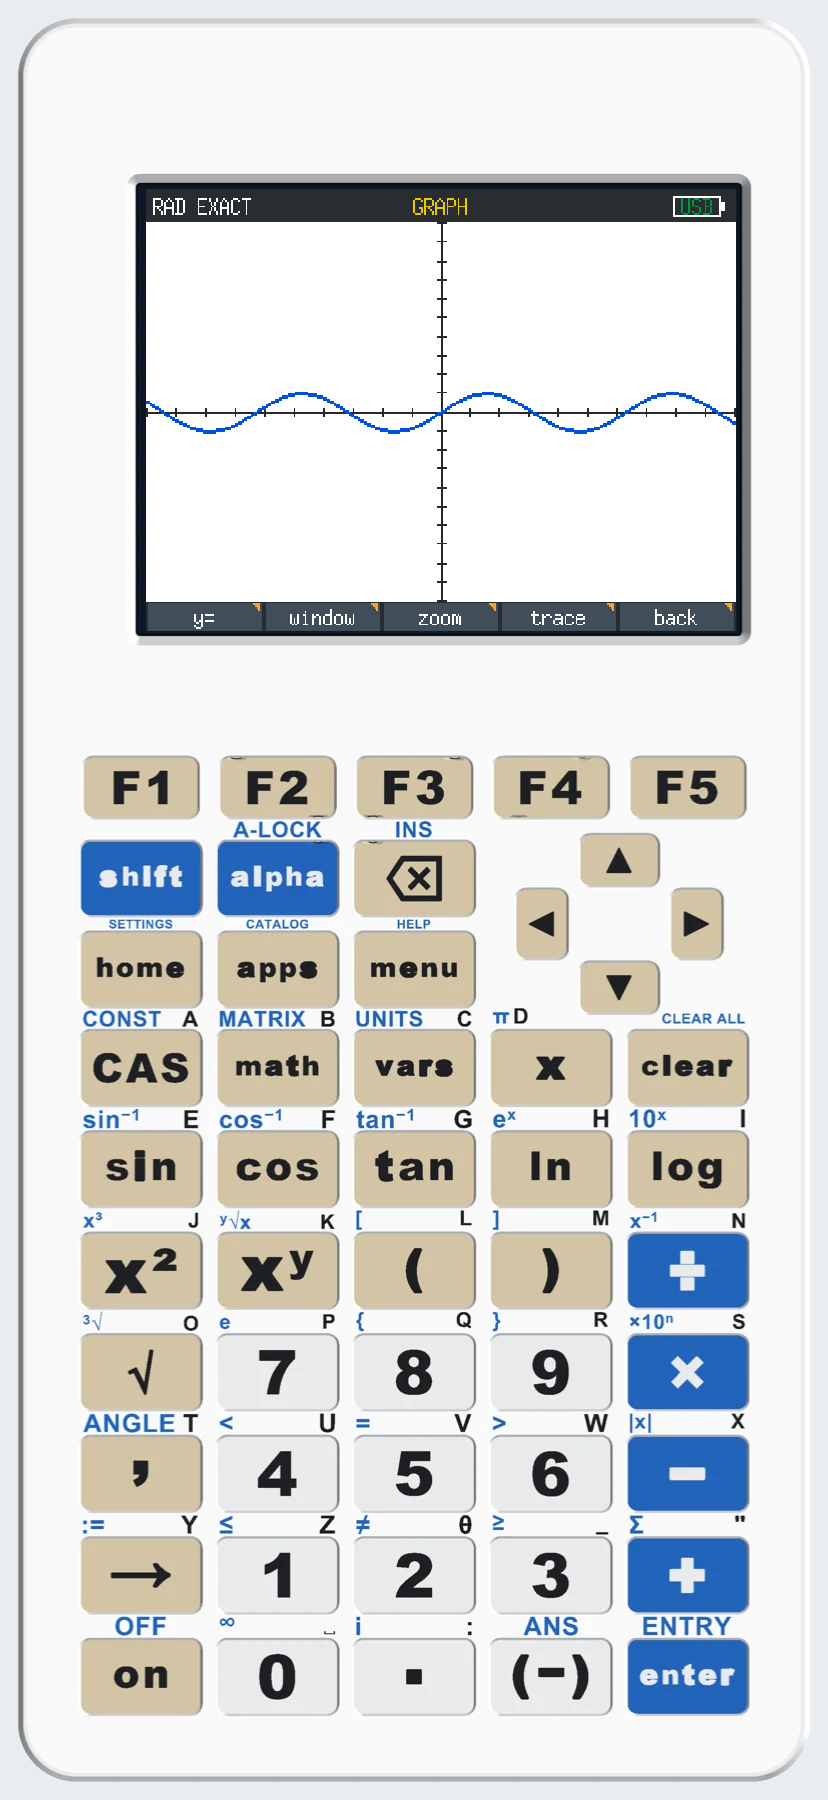 RAD EXACT GRAPH USB
y= window zoom trace back
F1 F2 F3 F4 F5
A-LOCK INS
shift alpha
SETTINGS CATALOG HELP
home apps menu
CONST A MATRIX B UNITS C π D CLEAR ALL
CAS math vars x clear
sin⁻¹ E cos⁻¹ F tan⁻¹ G eˣ H 10ˣ I
sin cos tan ln log
x³ J ʸ√x K [ L ] M x⁻¹ N
x² xʸ ( ) ÷
³√ O e P { Q } R ×10ⁿ S
√ 7 8 9 ×
ANGLE T < U = V > W |x| X
, 4 5 6 −
:= Y ≤ Z ≠ θ ≥ _ Σ "
→ 1 2 3 +
OFF ∞ ⎵ i : ANS ENTRY
on 0 . (-) enter